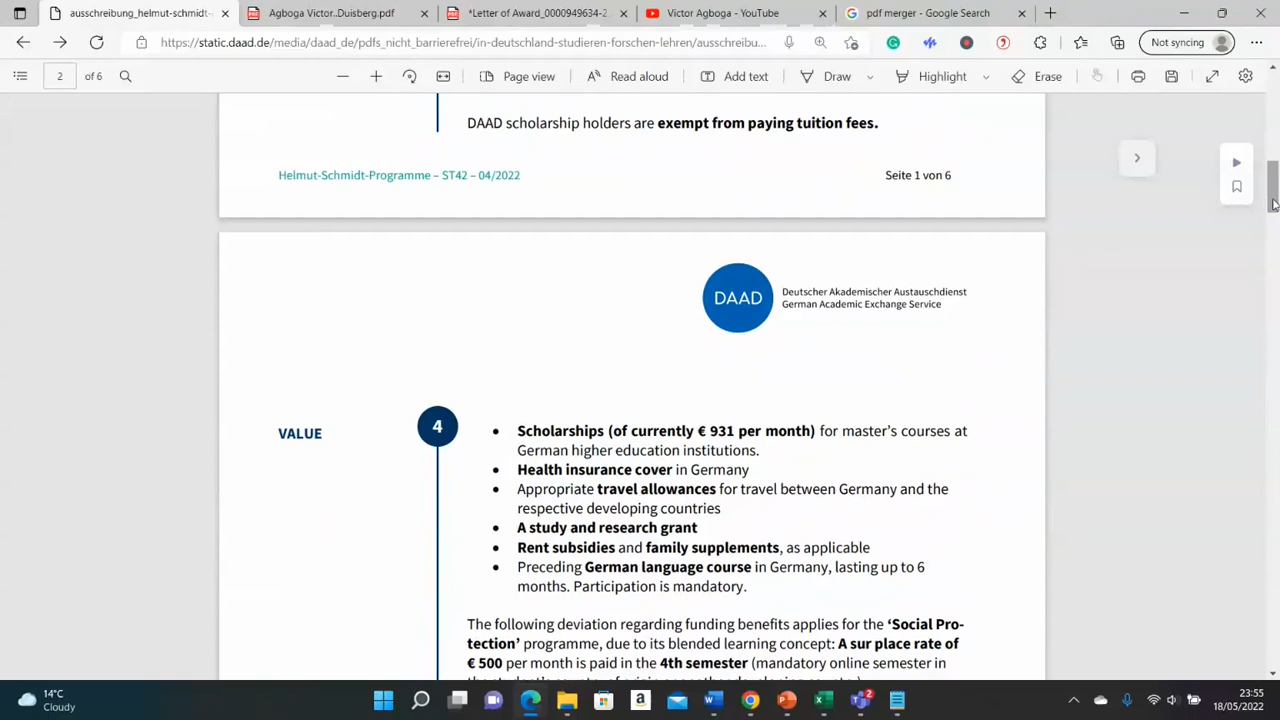 ausschreibung_helmut-schmidt-
Agboga Victor..Duisberg.pdf
*Letter of Award_0000949634-2...
Victor Agboga - YouTube
pdf merger - Google Search
https://static.daad.de/media/daad_de/pdfs_nicht_barrierefrei/in-deutschland-studieren-forschen-lehren/ausschreibu...
Not syncing
2 of 6
Page view
Read aloud
Add text
Draw
Highlight
Erase
DAAD scholarship holders are exempt from paying tuition fees.
Helmut-Schmidt-Programme – ST42 – 04/2022
Seite 1 von 6
DAAD
Deutscher Akademischer Austauschdienst
German Academic Exchange Service
VALUE
4
• Scholarships (of currently € 931 per month) for master's courses at
German higher education institutions.
• Health insurance cover in Germany
• Appropriate travel allowances for travel between Germany and the
respective developing countries
• A study and research grant
• Rent subsidies and family supplements, as applicable
• Preceding German language course in Germany, lasting up to 6
months. Participation is mandatory.
The following deviation regarding funding benefits applies for the ‘Social Pro-
tection’ programme, due to its blended learning concept: A sur place rate of
€ 500 per month is paid in the 4th semester (mandatory online semester in
14°C
Cloudy
2
23:55
18/05/2022